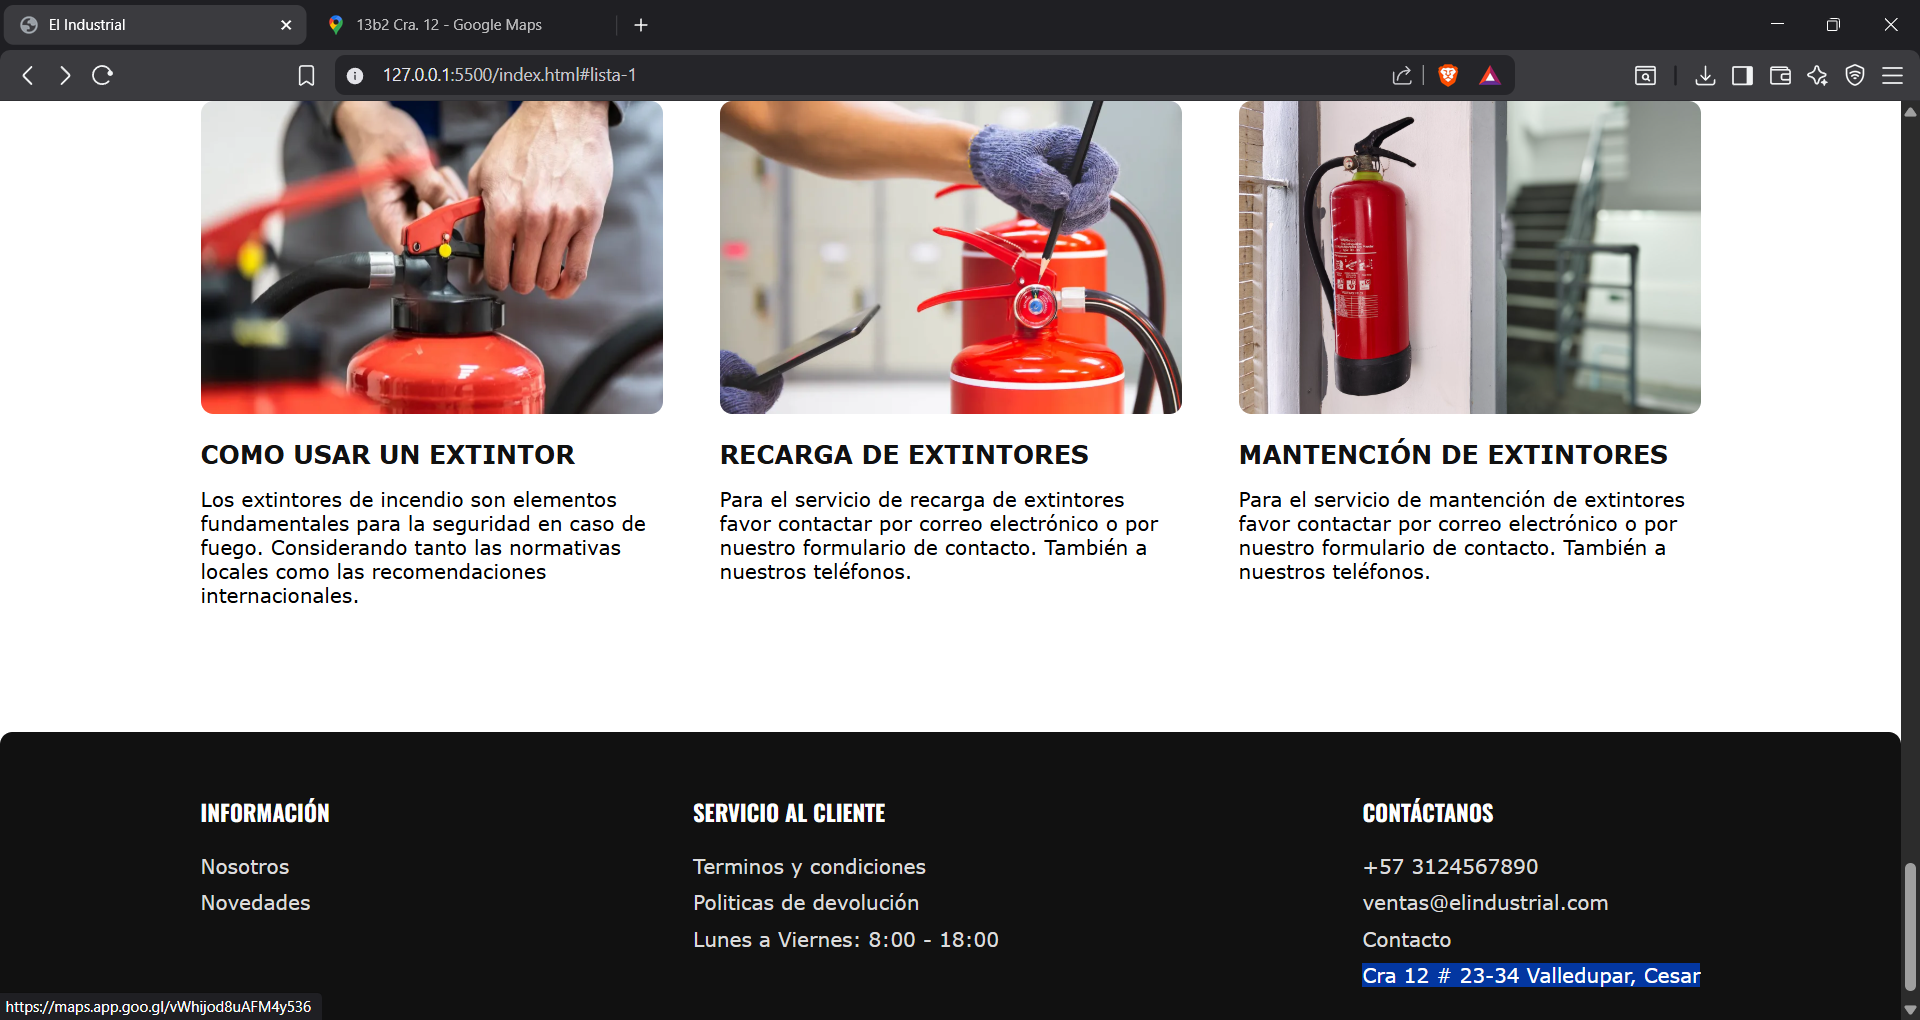 El Industrial
13b2 Cra. 12 - Google Maps
127.0.0.1:5500/index.html#lista-1
COMO USAR UN EXTINTOR
Los extintores de incendio son elementos
fundamentales para la seguridad en caso de
fuego. Considerando tanto las normativas
locales como las recomendaciones
internacionales.
RECARGA DE EXTINTORES
Para el servicio de recarga de extintores
favor contactar por correo electrónico o por
nuestro formulario de contacto. También a
nuestros teléfonos.
MANTENCIÓN DE EXTINTORES
Para el servicio de mantención de extintores
favor contactar por correo electrónico o por
nuestro formulario de contacto. También a
nuestros teléfonos.
INFORMACIÓN
Nosotros
Novedades
SERVICIO AL CLIENTE
Terminos y condiciones
Politicas de devolución
Lunes a Viernes: 8:00 - 18:00
CONTÁCTANOS
+57 3124567890
ventas@elindustrial.com
Contacto
Cra 12 # 23-34 Valledupar, Cesar
https://maps.app.goo.gl/vWhijod8uAFM4y536